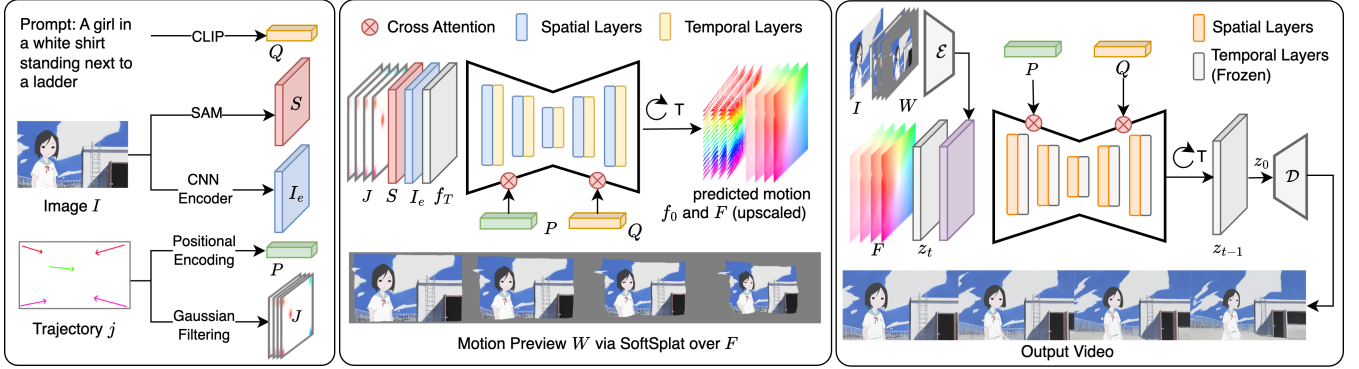 Prompt: A girl in
a white shirt
standing next to
a ladder
CLIP
Q
SAM
S
Image I
CNN
Encoder
I_e
Positional
Encoding
P
Trajectory j
Gaussian
Filtering
J
Cross Attention
Spatial Layers
Temporal Layers
J S I_e f_T
T
P
Q
predicted motion
f_0 and F (upscaled)
Motion Preview W via SoftSplat over F
I
W
ℰ
P
Q
Spatial Layers
Temporal Layers
(Frozen)
F
z_t
T
z_{t−1}
z_0
𝒟
Output Video